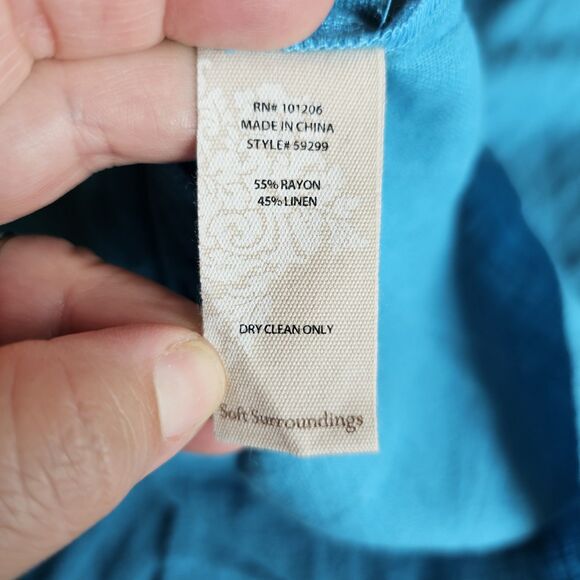 RN# 101206
MADE IN CHINA
STYLE# 59299
55% RAYON
45% LINEN
DRY CLEAN ONLY
Soft Surroundings